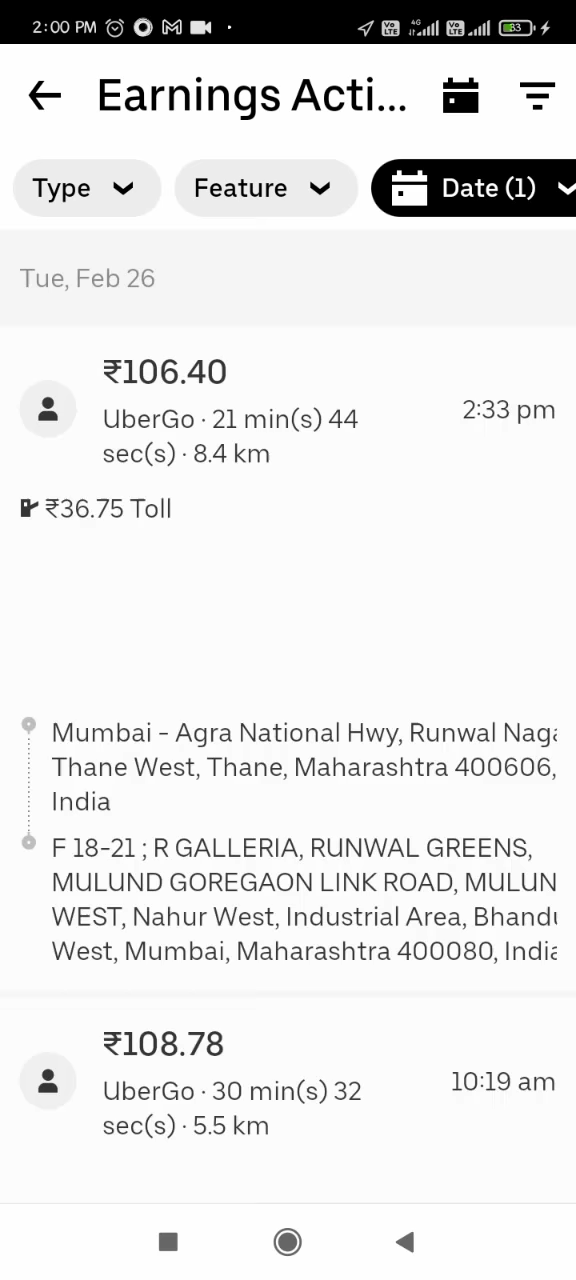 2:00 PM
4G
83
Earnings Acti...
Type
Feature
Date (1)
Tue, Feb 26
₹106.40
UberGo · 21 min(s) 44
sec(s) · 8.4 km
2:33 pm
₹36.75 Toll
Mumbai - Agra National Hwy, Runwal Naga
Thane West, Thane, Maharashtra 400606,
India
F 18-21 ; R GALLERIA, RUNWAL GREENS,
MULUND GOREGAON LINK ROAD, MULUN
WEST, Nahur West, Industrial Area, Bhandu
West, Mumbai, Maharashtra 400080, India
₹108.78
UberGo · 30 min(s) 32
sec(s) · 5.5 km
10:19 am